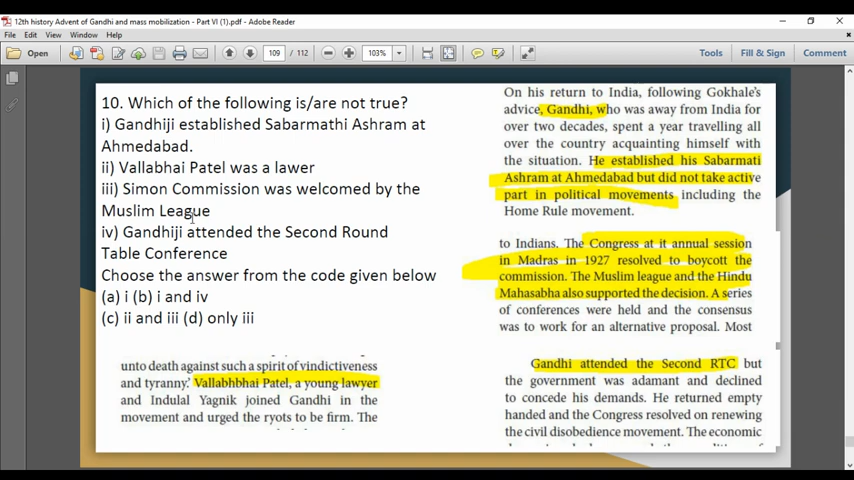 12th history Advent of Gandhi and mass mobilization - Part VI (1).pdf - Adobe Reader
File Edit View Window Help
Open 109 / 112 103% Tools Fill & Sign Comment
10. Which of the following is/are not true?
i) Gandhiji established Sabarmathi Ashram at
Ahmedabad.
ii) Vallabhai Patel was a lawer
iii) Simon Commission was welcomed by the
Muslim League
iv) Gandhiji attended the Second Round
Table Conference
Choose the answer from the code given below
(a) i (b) i and iv
(c) ii and iii (d) only iii
On his return to India, following Gokhale's
advice, Gandhi, who was away from India for
over two decades, spent a year travelling all
over the country acquainting himself with
the situation. He established his Sabarmati
Ashram at Ahmedabad but did not take active
part in political movements including the
Home Rule movement.
to Indians. The Congress at it annual session
in Madras in 1927 resolved to boycott the
commission. The Muslim league and the Hindu
Mahasabha also supported the decision. A series
of conferences were held and the consensus
was to work for an alternative proposal. Most
unto death against such a spirit of vindictiveness
and tyranny.' Vallabhbhai Patel, a young lawyer
and Indulal Yagnik joined Gandhi in the
movement and urged the ryots to be firm. The
Gandhi attended the Second RTC but
the government was adamant and declined
to concede his demands. He returned empty
handed and the Congress resolved on renewing
the civil disobedience movement. The economic